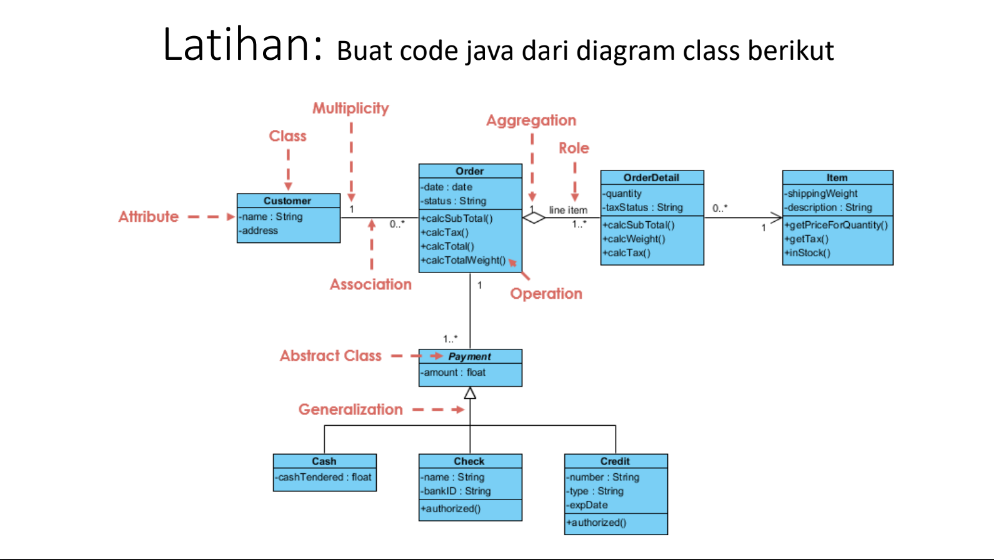 Latihan: Buat code java dari diagram class berikut
Multiplicity
Class
Aggregation
Role
Attribute
Customer
-name : String
-address
1
0..*
Association
Order
-date : date
-status : String
+calcSubTotal()
+calcTax()
+calcTotal()
+calcTotalWeight()
1
line item
1..*
Operation
OrderDetail
-quantity
-taxStatus : String
+calcSubTotal()
+calcWeight()
+calcTax()
0..*
1
Item
-shippingWeight
-description : String
+getPriceForQuantity()
+getTax()
+inStock()
1
1..*
Abstract Class
Payment
-amount : float
Generalization
Cash
-cashTendered : float
Check
-name : String
-bankID : String
+authorized()
Credit
-number : String
-type : String
-expDate
+authorized()